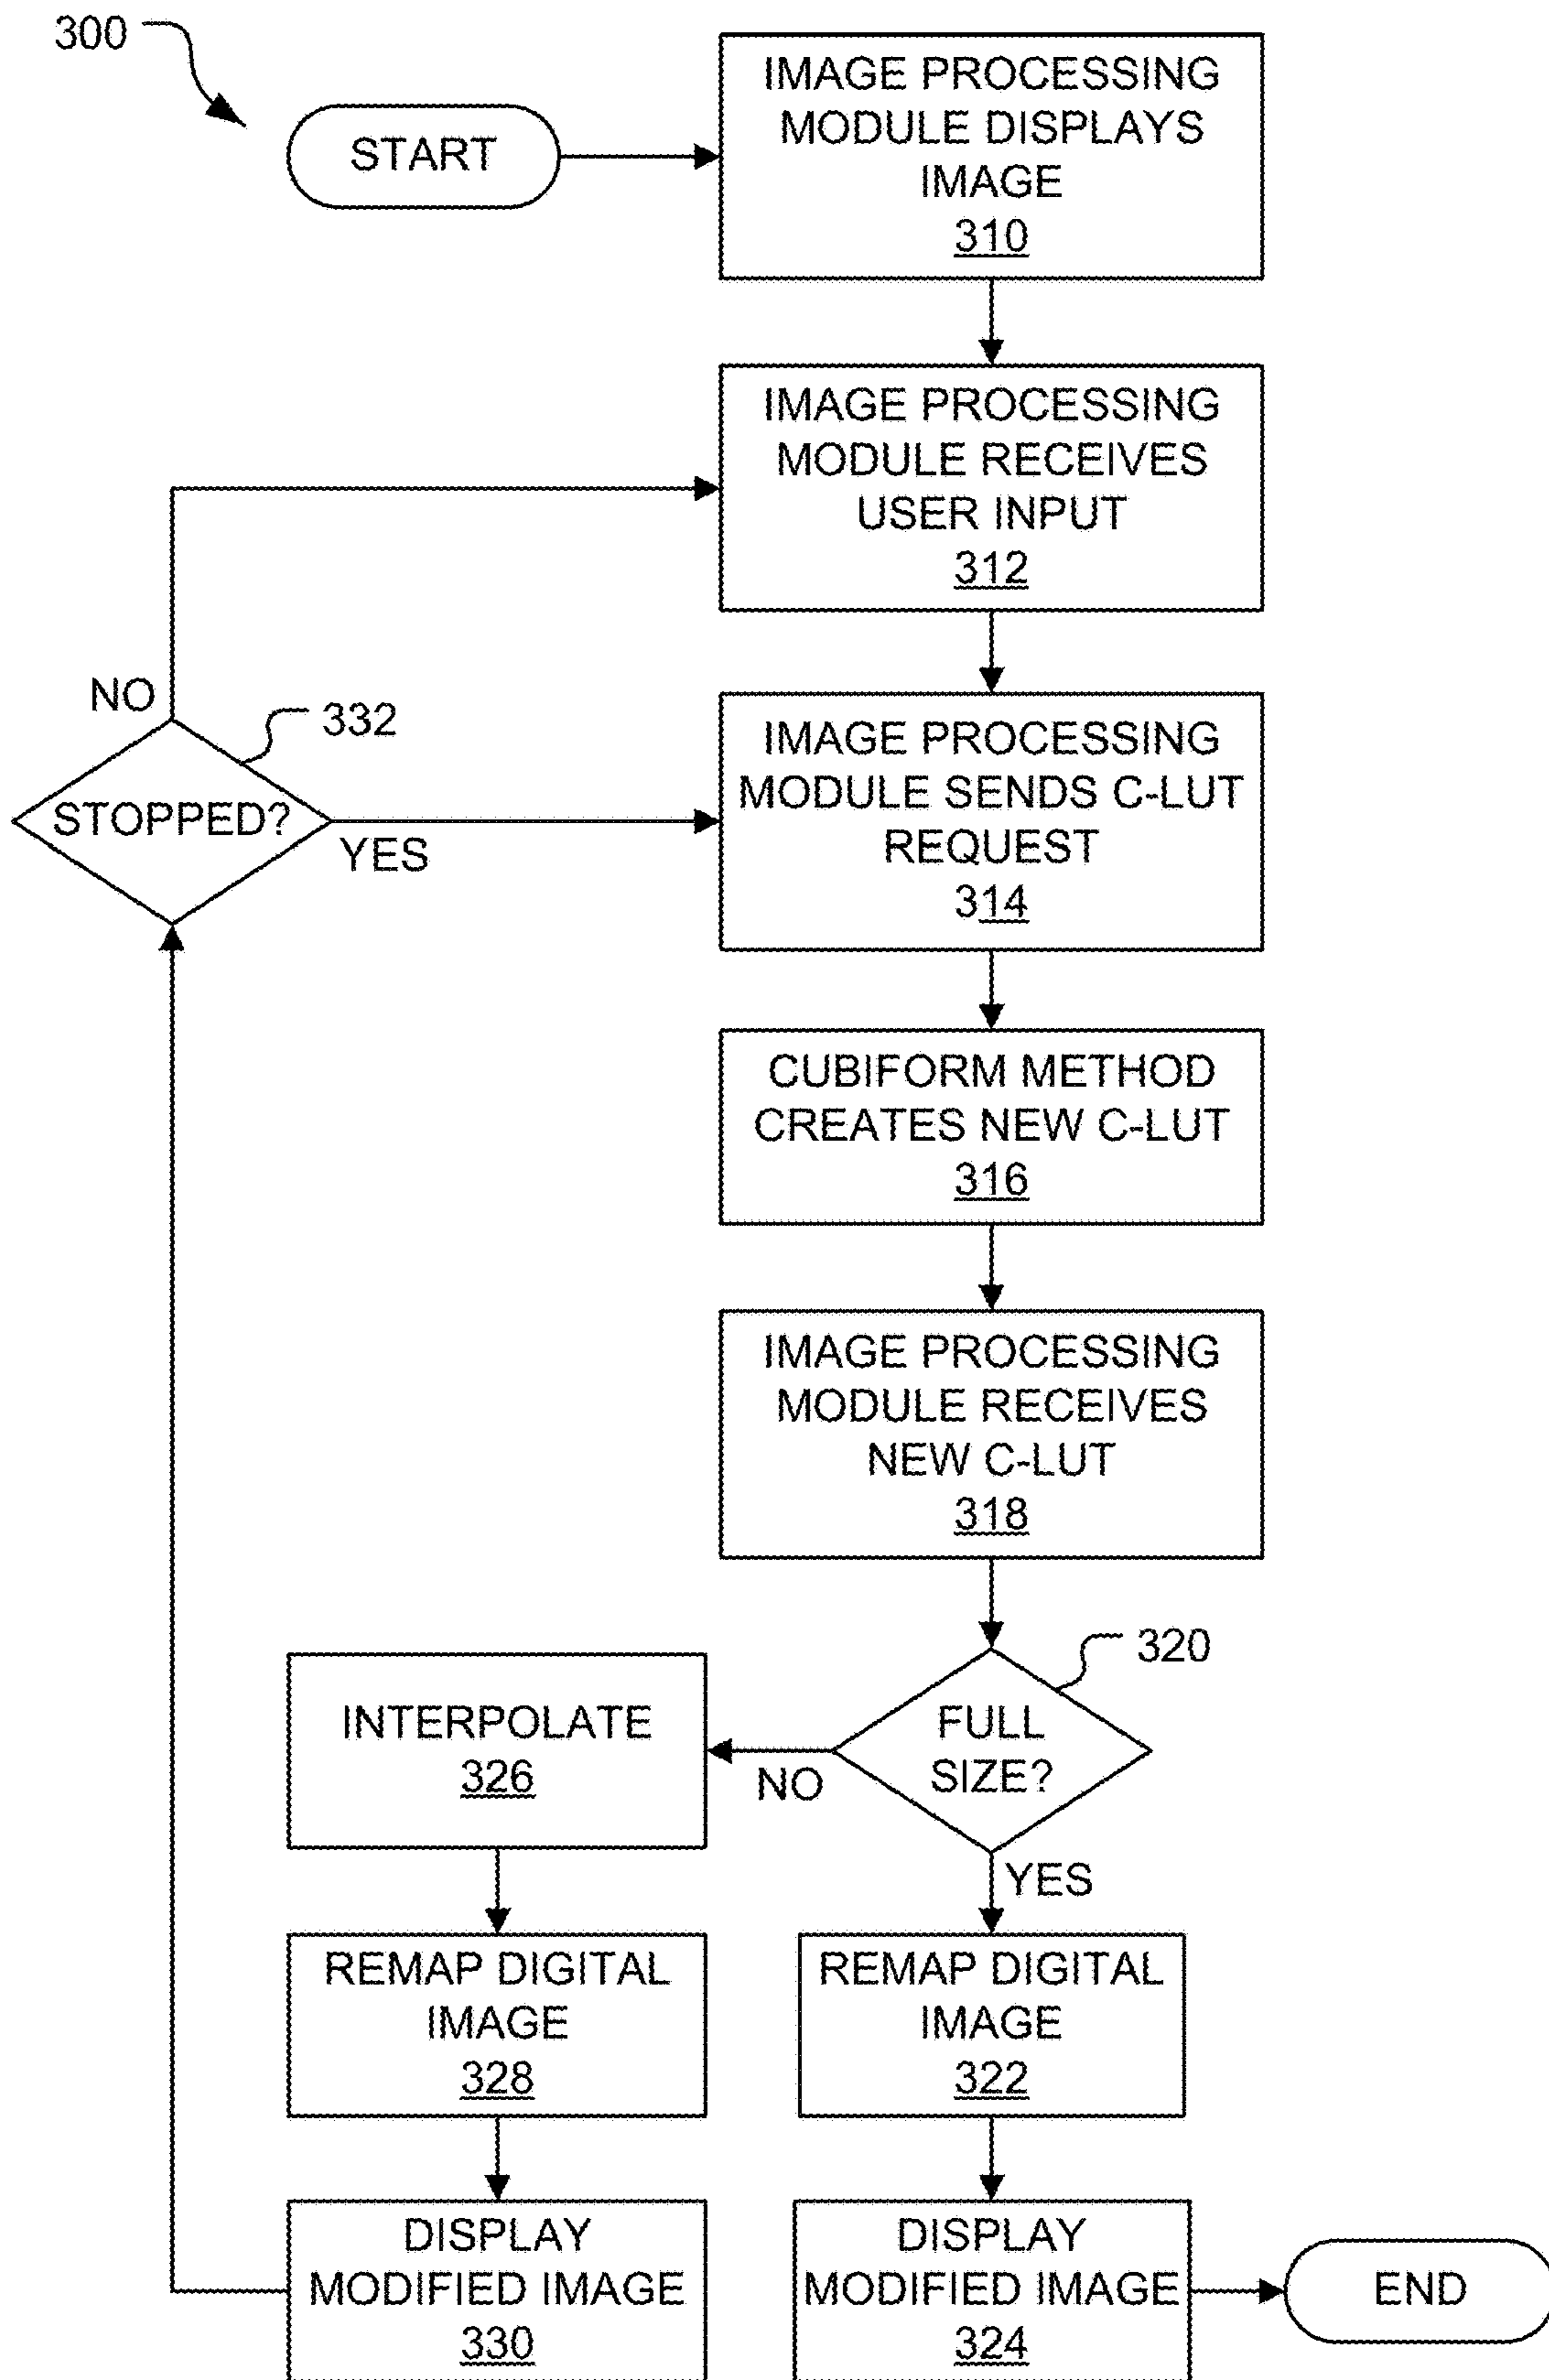 300
START
IMAGE PROCESSING
MODULE DISPLAYS
IMAGE
310
IMAGE PROCESSING
MODULE RECEIVES
USER INPUT
312
NO
332
STOPPED?
YES
IMAGE PROCESSING
MODULE SENDS C-LUT
REQUEST
314
CUBIFORM METHOD
CREATES NEW C-LUT
316
IMAGE PROCESSING
MODULE RECEIVES
NEW C-LUT
318
320
FULL
SIZE?
NO
YES
INTERPOLATE
326
REMAP DIGITAL
IMAGE
328
REMAP DIGITAL
IMAGE
322
DISPLAY
MODIFIED IMAGE
330
DISPLAY
MODIFIED IMAGE
324
END